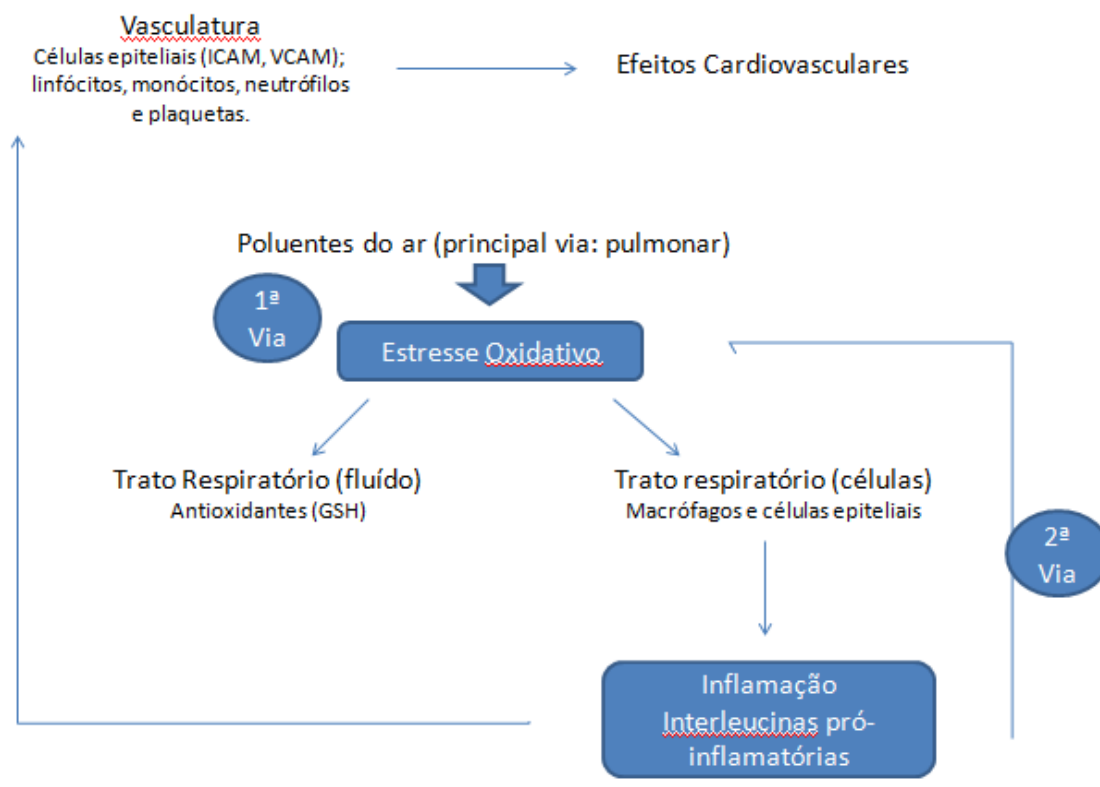 Vasculatura
Células epiteliais (ICAM, VCAM);
linfócitos, monócitos, neutrófilos
e plaquetas.
Efeitos Cardiovasculares
Poluentes do ar (principal via: pulmonar)
1ª
Via
Estresse Oxidativo
Trato Respiratório (fluído)
Antioxidantes (GSH)
Trato respiratório (células)
Macrófagos e células epiteliais
2ª
Via
Inflamação
Interleucinas pró-
inflamatórias